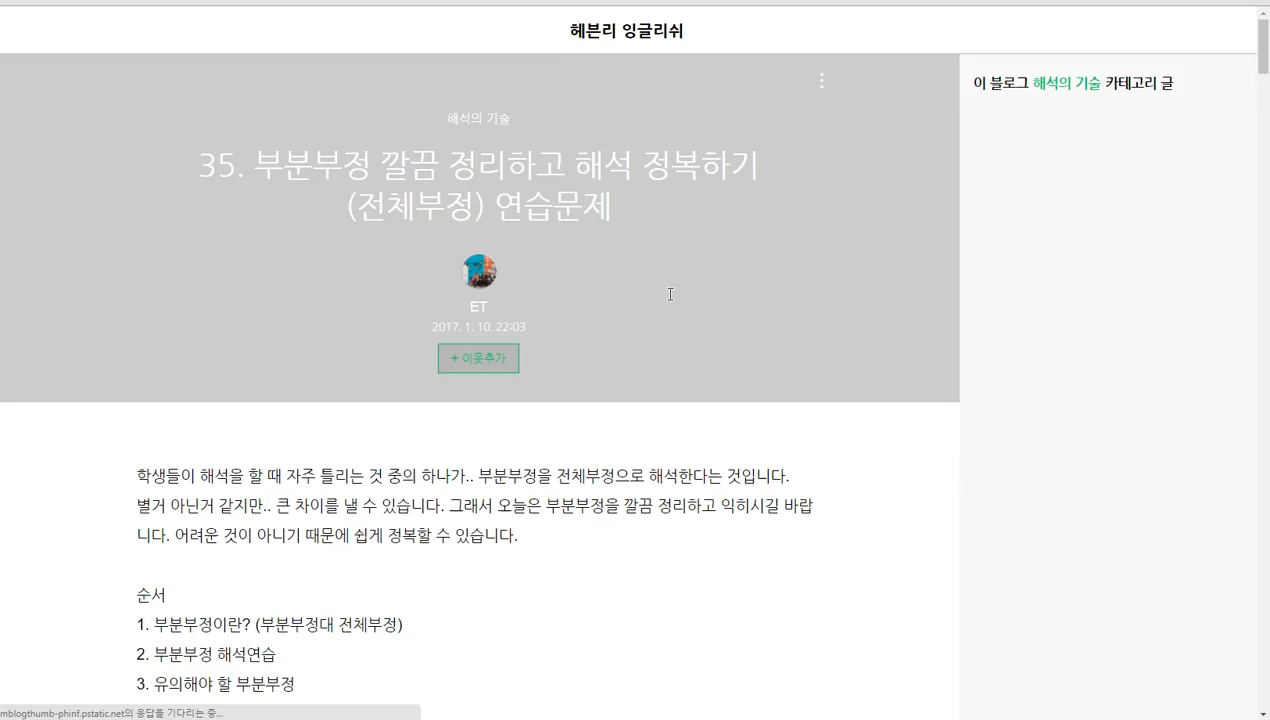 헤븐리 잉글리쉬
해석의 기술
35. 부분부정 깔끔 정리하고 해석 정복하기
(전체부정) 연습문제
ET
2017. 1. 10. 22:03
+ 이웃추가
이 블로그 해석의 기술 카테고리 글
학생들이 해석을 할 때 자주 틀리는 것 중의 하나가.. 부분부정을 전체부정으로 해석한다는 것입니다.
별거 아닌거 같지만.. 큰 차이를 낼 수 있습니다. 그래서 오늘은 부분부정을 깔끔 정리하고 익히시길 바랍
니다. 어려운 것이 아니기 때문에 쉽게 정복할 수 있습니다.
순서
1. 부분부정이란? (부분부정대 전체부정)
2. 부분부정 해석연습
3. 유의해야 할 부분부정
mblogthumb-phinf.pstatic.net의 응답을 기다리는 중...